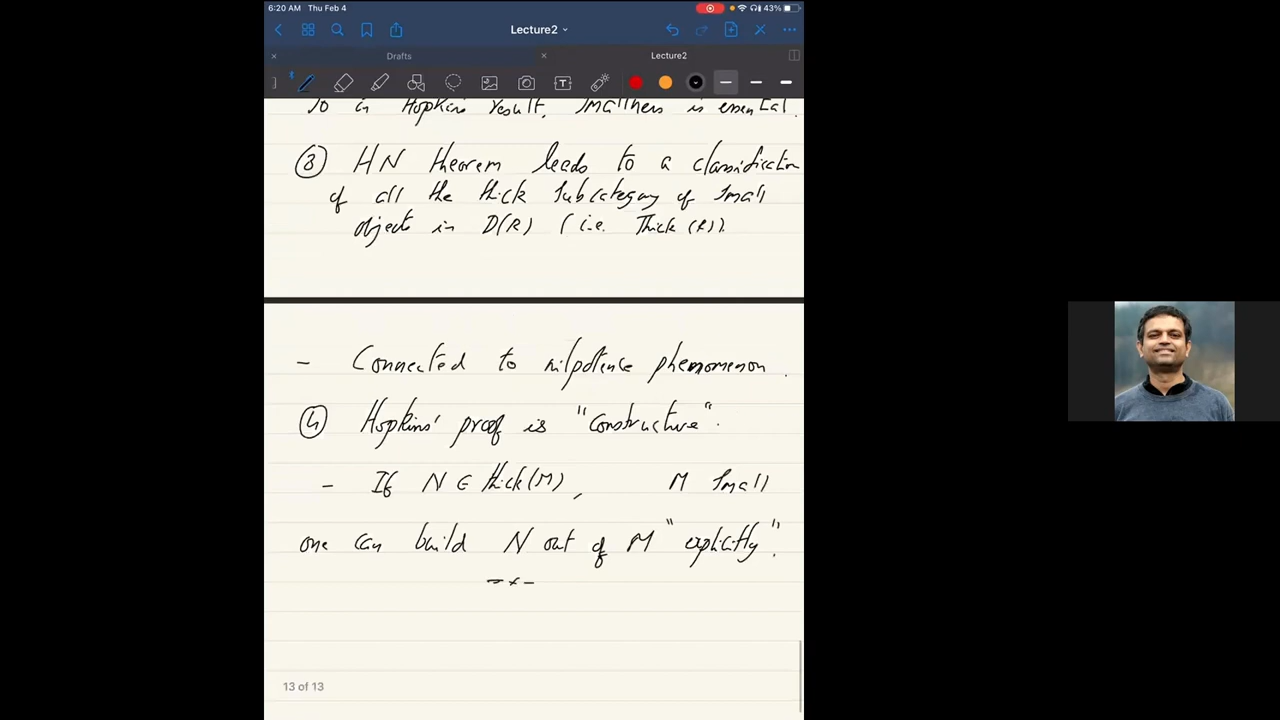 6:20 AM Thu Feb 4
43%
Lecture2
Drafts
Lecture2
So in Hopkins result, smallness is essential.
③ HN theorem leads to a classification
of all the thick subcategory of small
objects in D(R) (i.e. Thick (R)).
- Connected to nilpotence phenomenon.
④ Hopkins' proof is "constructive".
- If N ∈ thick(M), M small
one can build N out of M "explicitly".
13 of 13